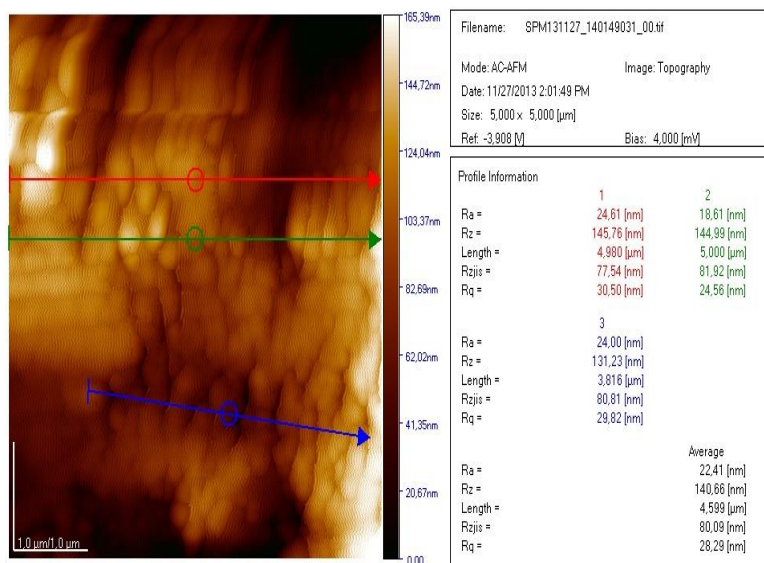 165,39nm
144,72nm
124,04nm
103,37nm
82,69nm
62,02nm
41,35nm
20,67nm
0,00
1,0 µm/1,0 µm
Filename: SPM131127_140149031_00.tif
Mode: AC-AFM Image: Topography
Date: 11/27/2013 2:01:49 PM
Size: 5,000 x 5,000 [µm]
Ref: -3,908 [V] Bias: 4,000 [mV]
Profile Information
1 2
Ra = 24,61 [nm] 18,61 [nm]
Rz = 145,76 [nm] 144,99 [nm]
Length = 4,980 [µm] 5,000 [µm]
Rzjis = 77,54 [nm] 81,92 [nm]
Rq = 30,50 [nm] 24,56 [nm]
3
Ra = 24,00 [nm]
Rz = 131,23 [nm]
Length = 3,816 [µm]
Rzjis = 80,81 [nm]
Rq = 29,82 [nm]
Average
Ra = 22,41 [nm]
Rz = 140,66 [nm]
Length = 4,599 [µm]
Rzjis = 80,09 [nm]
Rq = 28,29 [nm]